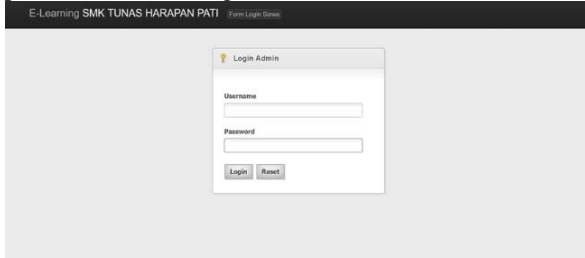 E-Learning SMK TUNAS HARAPAN PATI Form Login Siswa
Login Admin
Username
Password
Login Reset